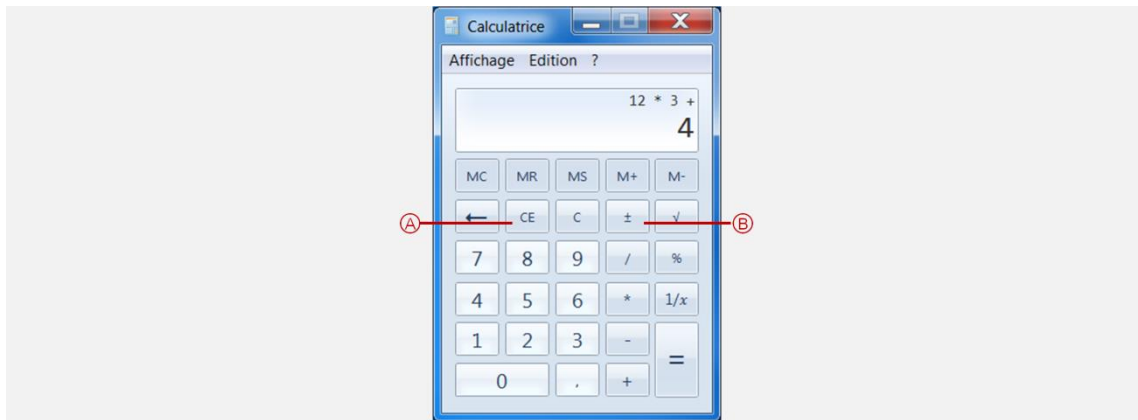 Calculatrice
Affichage Edition ?
12 * 3 +
4
MC MR MS M+ M-
A ← CE C ± √ B
7 8 9 / %
4 5 6 * 1/x
1 2 3 - =
0 , +